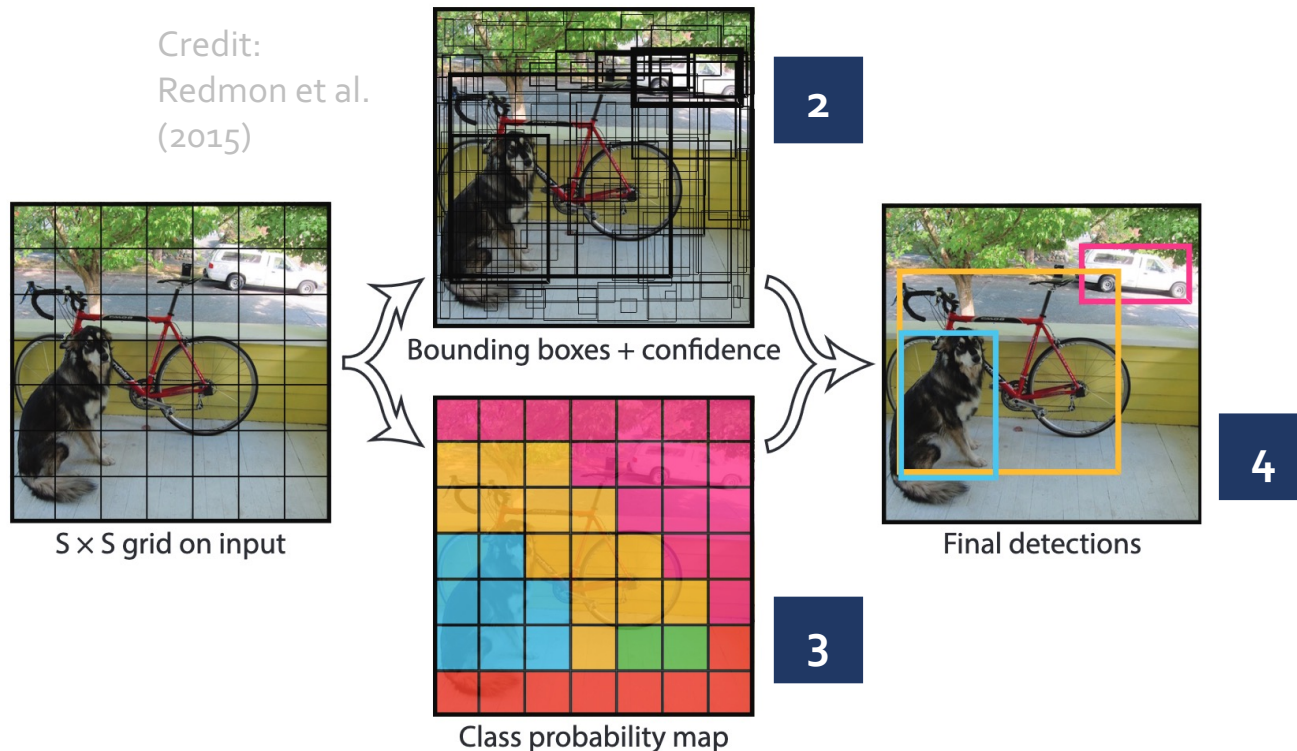 Credit:
Redmon et al.
(2015)
2
Bounding boxes + confidence
S × S grid on input
Final detections
4
3
Class probability map